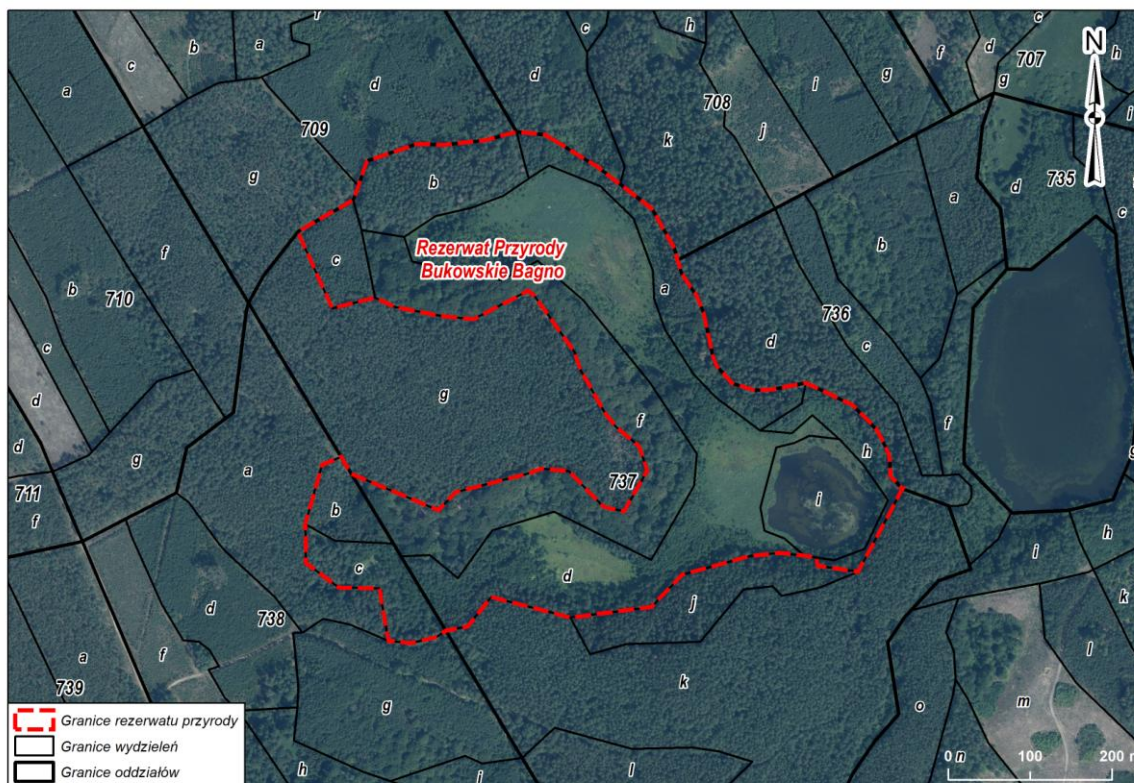 f
c
b
a
c
h
f
d
707
h
N
a
c
d
d
i
g
g
i
709
708
k
j
g
b
d
735
a
c
f
b
Rezerwat Przyrody
Bukowskie Bagno
c
b
710
a
736
c
d
c
d
g
f
f
d
g
a
h
g
711
737
i
f
b
h
i
c
d
d
j
k
738
a
f
l
739
k
m
g
o
Granice rezerwatu przyrody
Granice wydzieleń
Granice oddziałów
h
i
l
n
0 100 200 m